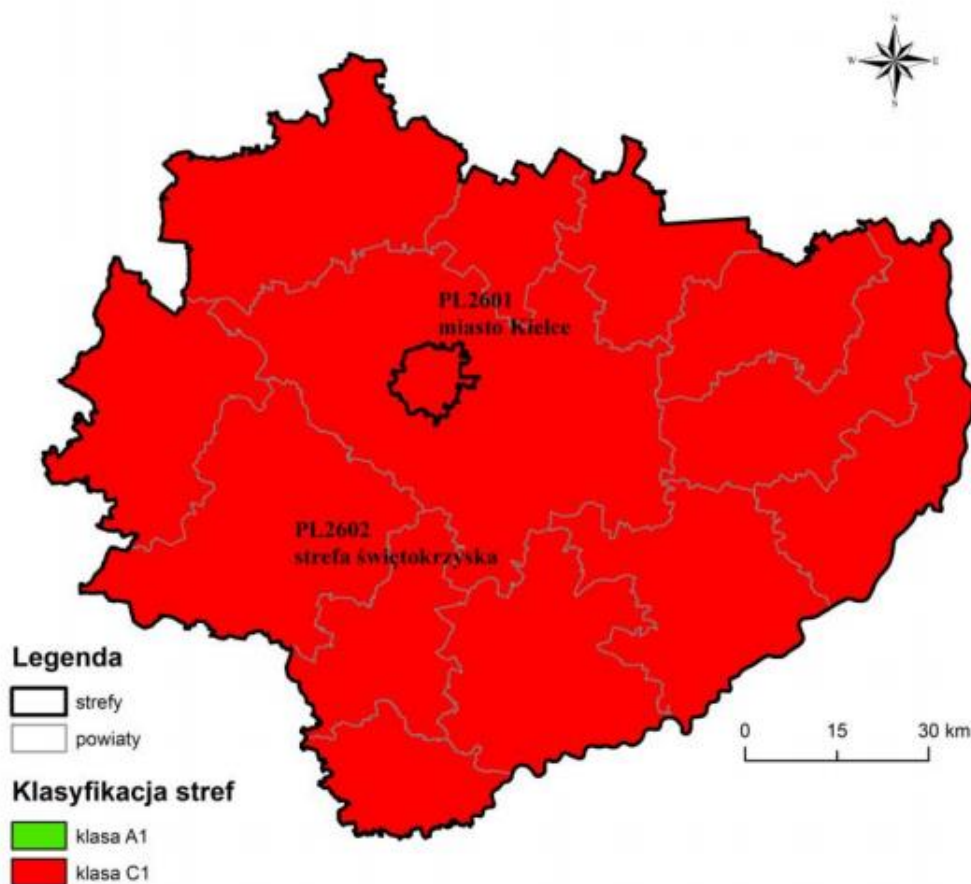 N
W E
S
PL2601
miasto Kielce
PL2602
strefa świętokrzyska
Legenda
strefy
powiaty
0 15 30 km
Klasyfikacja stref
klasa A1
klasa C1